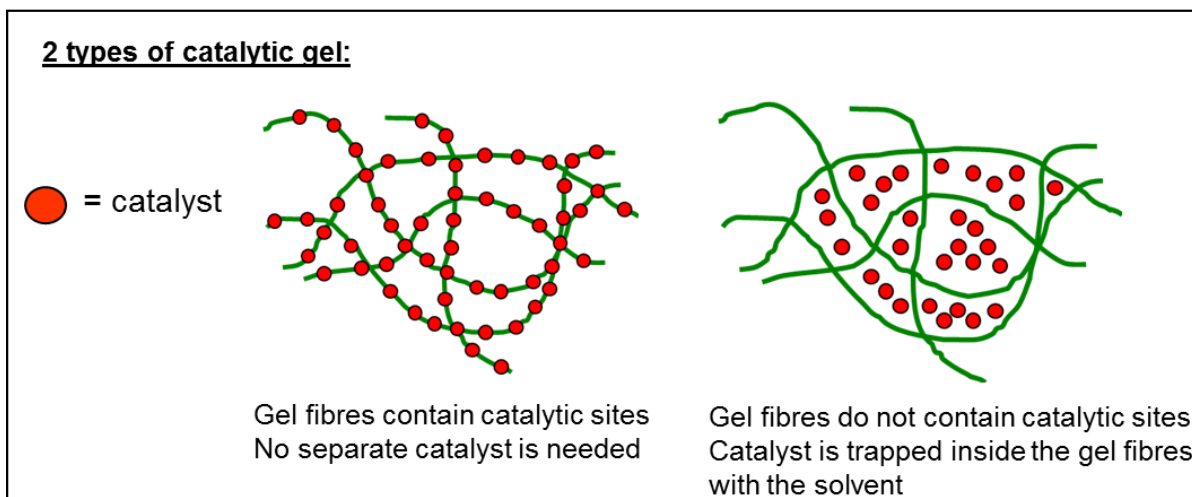 2 types of catalytic gel:
= catalyst
Gel fibres contain catalytic sites
No separate catalyst is needed
Gel fibres do not contain catalytic sites
Catalyst is trapped inside the gel fibres
with the solvent